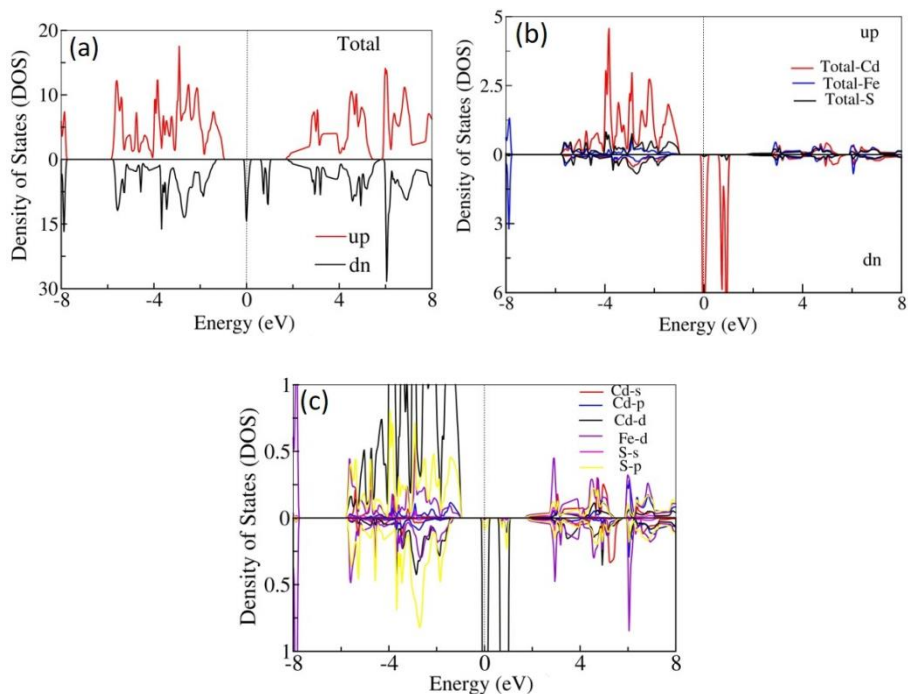 (a)
Total
Density of States (DOS)
20
10
0
15
30
up
dn
-8
-4
0
4
8
Energy (eV)
(b)
up
Total-Cd
Total-Fe
Total-S
Density of States (DOS)
5
2.5
0
3
6
dn
-8
-4
0
4
8
Energy (eV)
(c)
Cd-s
Cd-p
Cd-d
Fe-d
S-s
S-p
Density of States (DOS)
1
0.5
0
0.5
1
-8
-4
0
4
8
Energy (eV)